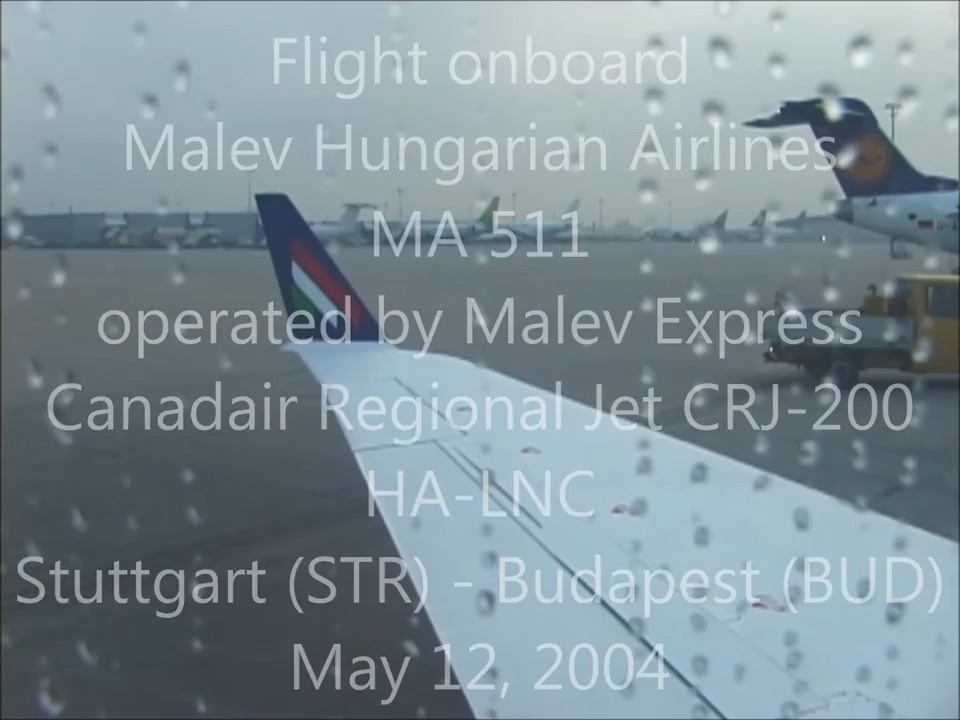 Flight onboard
Malev Hungarian Airlines
MA 511
operated by Malev Express
Canadair Regional Jet CRJ-200
HA-LNC
Stuttgart (STR) - Budapest (BUD)
May 12, 2004